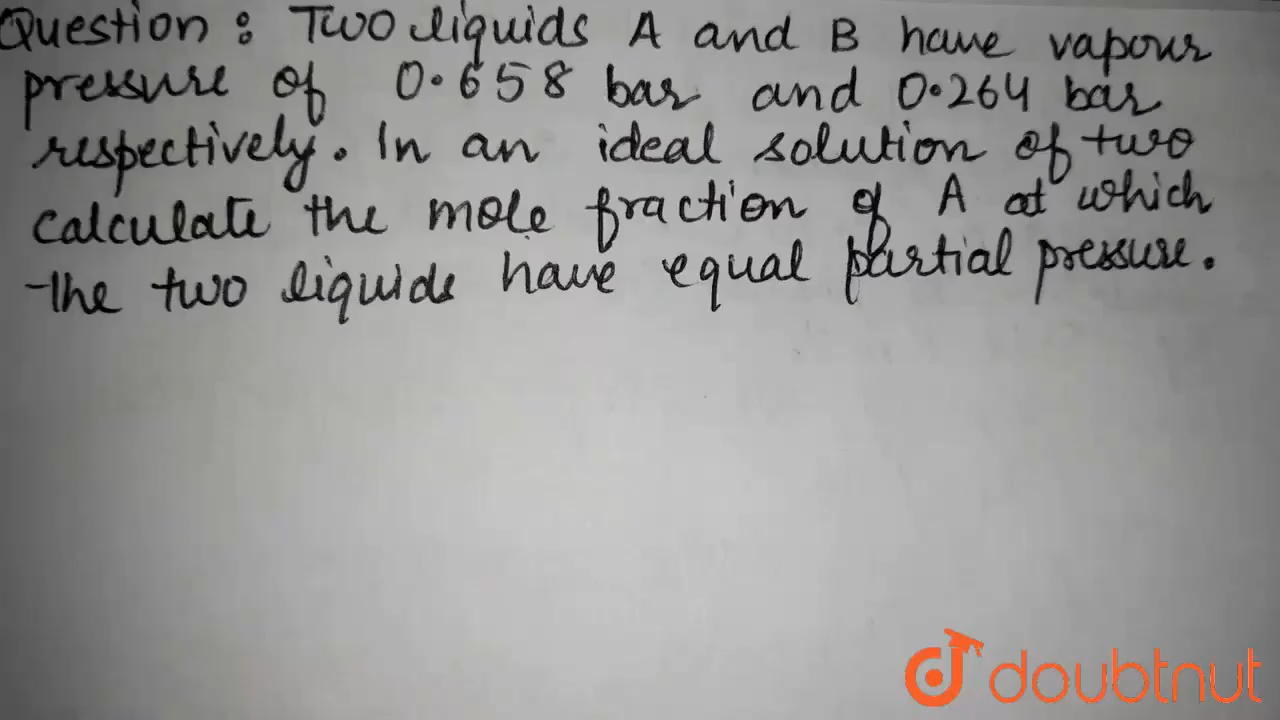 Question : Two liquids A and B have vapour
pressure of 0.658 bar and 0.264 bar
respectively. In an ideal solution of two
calculate the mole fraction of A at which
the two liquids have equal partial pressure.
doubtnut